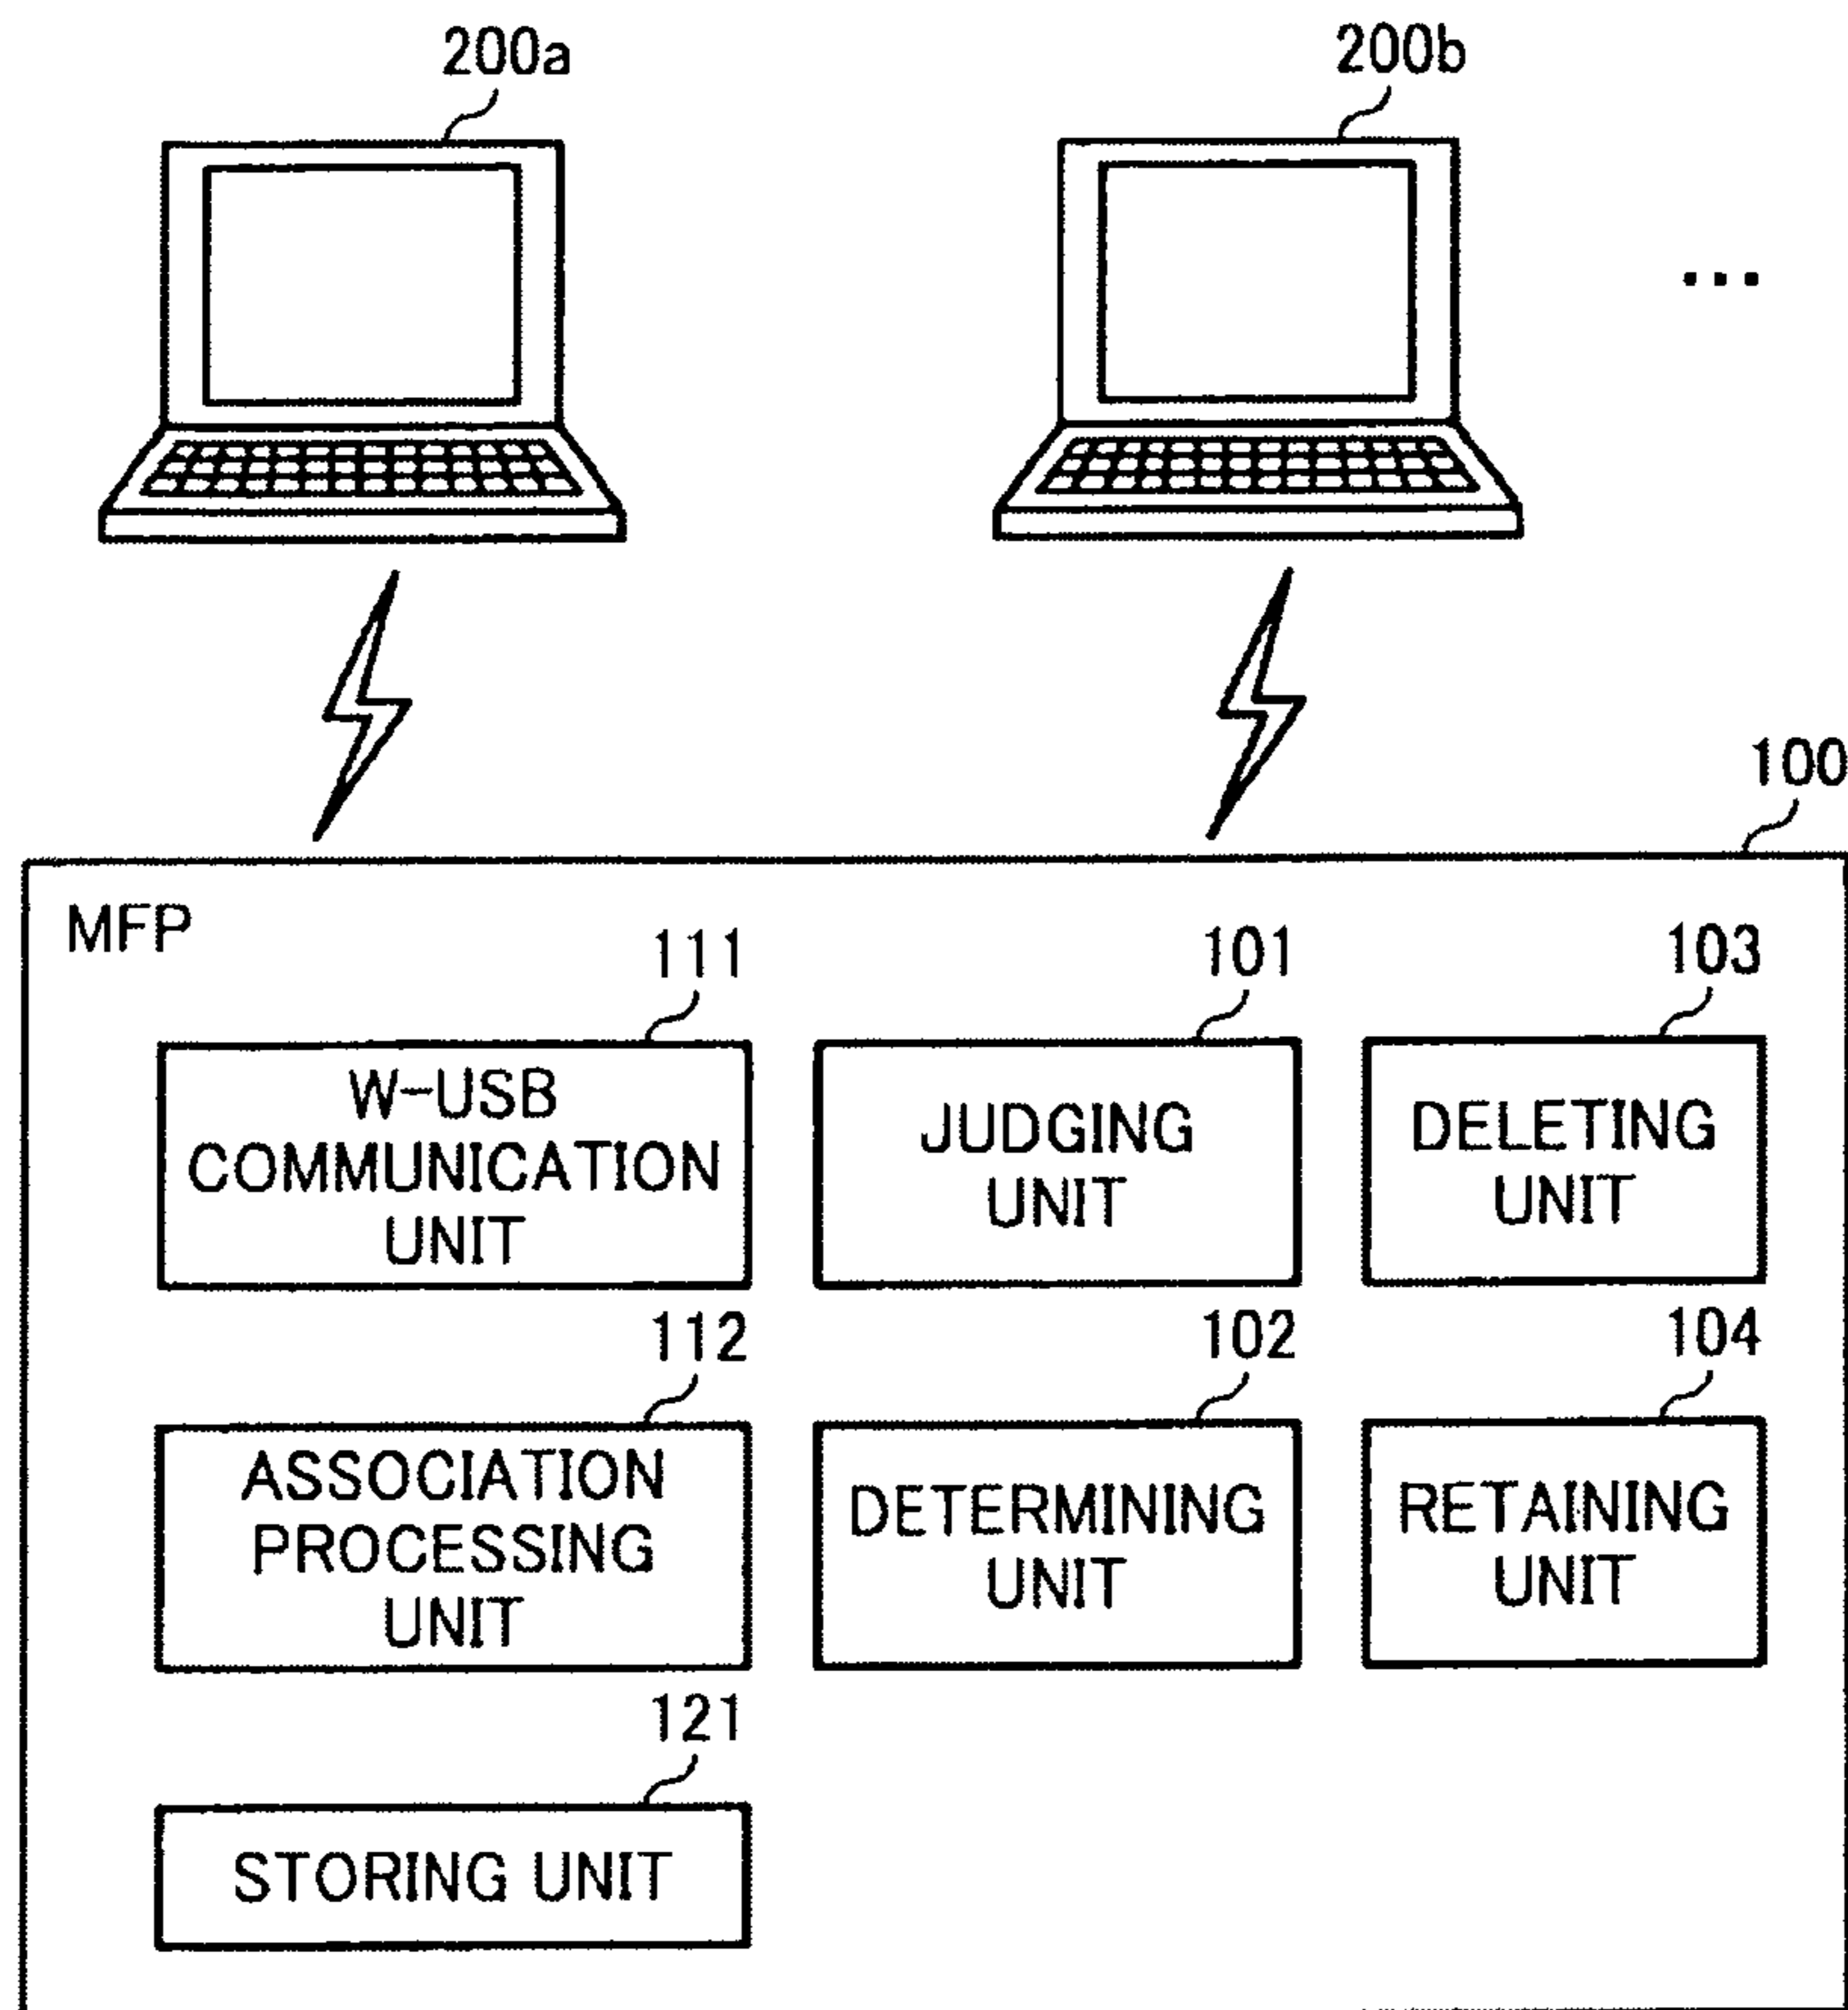 200a
200b
...
100
MFP
111
W-USB
COMMUNICATION
UNIT
101
JUDGING
UNIT
103
DELETING
UNIT
112
ASSOCIATION
PROCESSING
UNIT
102
DETERMINING
UNIT
104
RETAINING
UNIT
121
STORING UNIT